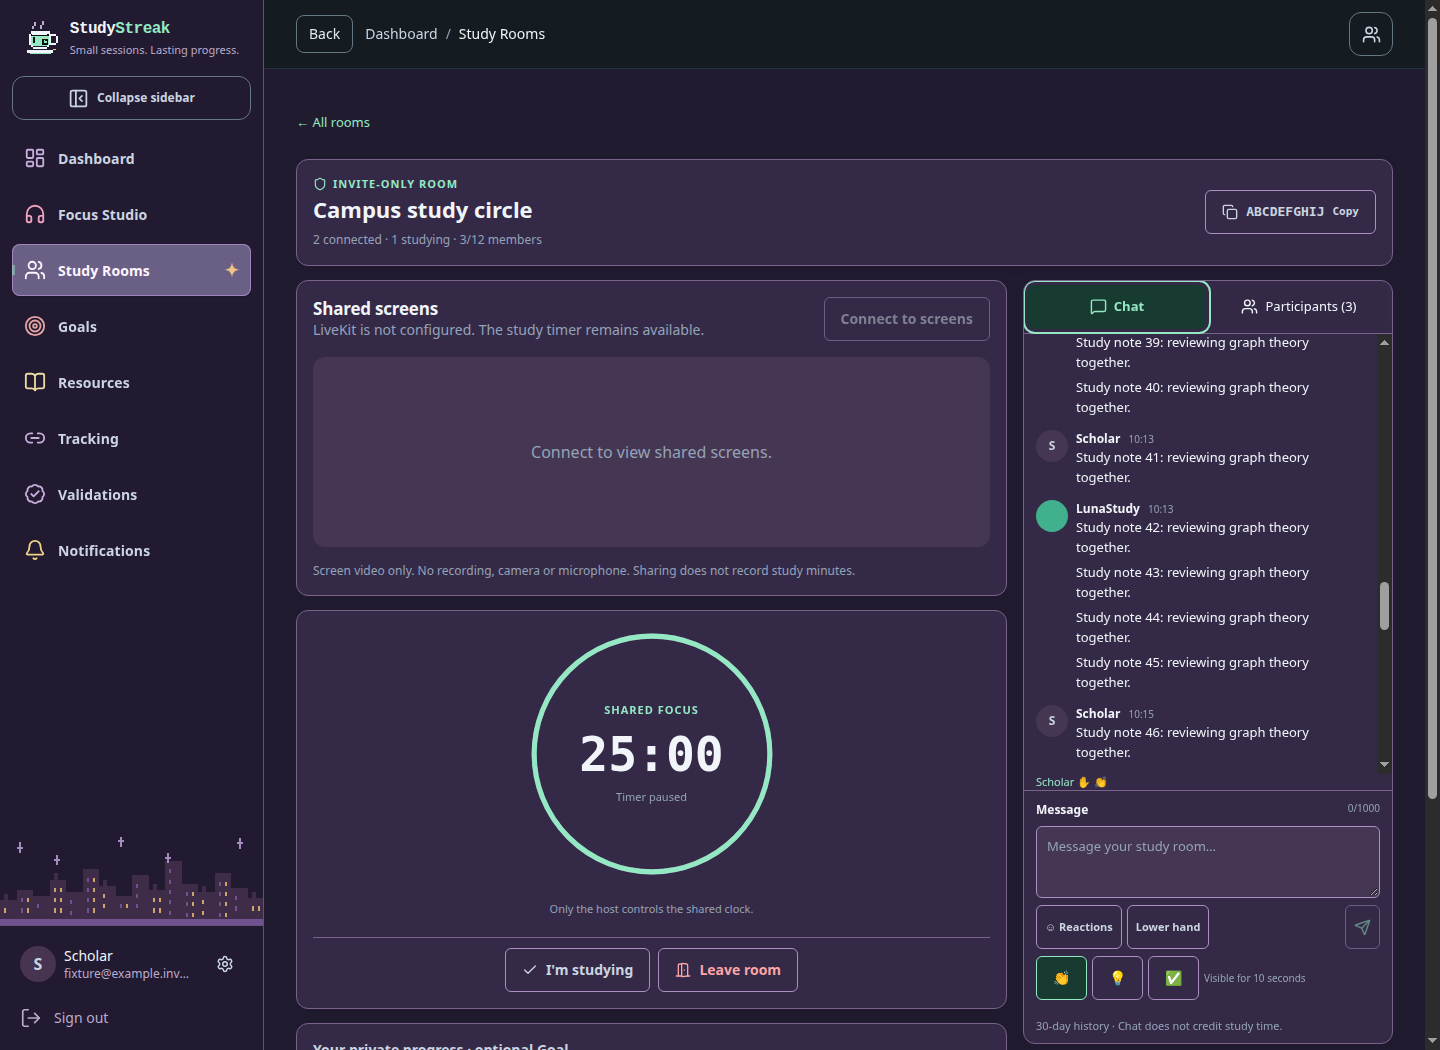 StudyStreak
Small sessions. Lasting progress.
Collapse sidebar
Dashboard
Focus Studio
Study Rooms
Goals
Resources
Tracking
Validations
Notifications
S
Scholar
fixture@example.inv...
Sign out
Back
Dashboard / Study Rooms
← All rooms
INVITE-ONLY ROOM
Campus study circle
2 connected · 1 studying · 3/12 members
ABCDEFGHIJ Copy
Shared screens
LiveKit is not configured. The study timer remains available.
Connect to screens
Connect to view shared screens.
Screen video only. No recording, camera or microphone. Sharing does not record study minutes.
SHARED FOCUS
25:00
Timer paused
Only the host controls the shared clock.
I'm studying
Leave room
Your private progress · optional Goal
Chat
Participants (3)
Study note 39: reviewing graph theory
together.
Study note 40: reviewing graph theory
together.
S
Scholar 10:13
Study note 41: reviewing graph theory
together.
LunaStudy 10:13
Study note 42: reviewing graph theory
together.
Study note 43: reviewing graph theory
together.
Study note 44: reviewing graph theory
together.
Study note 45: reviewing graph theory
together.
S
Scholar 10:15
Study note 46: reviewing graph theory
together.
Scholar ✋ 👏
Message
0/1000
Message your study room...
☺ Reactions
Lower hand
👏 💡 ✅ Visible for 10 seconds
30-day history · Chat does not credit study time.